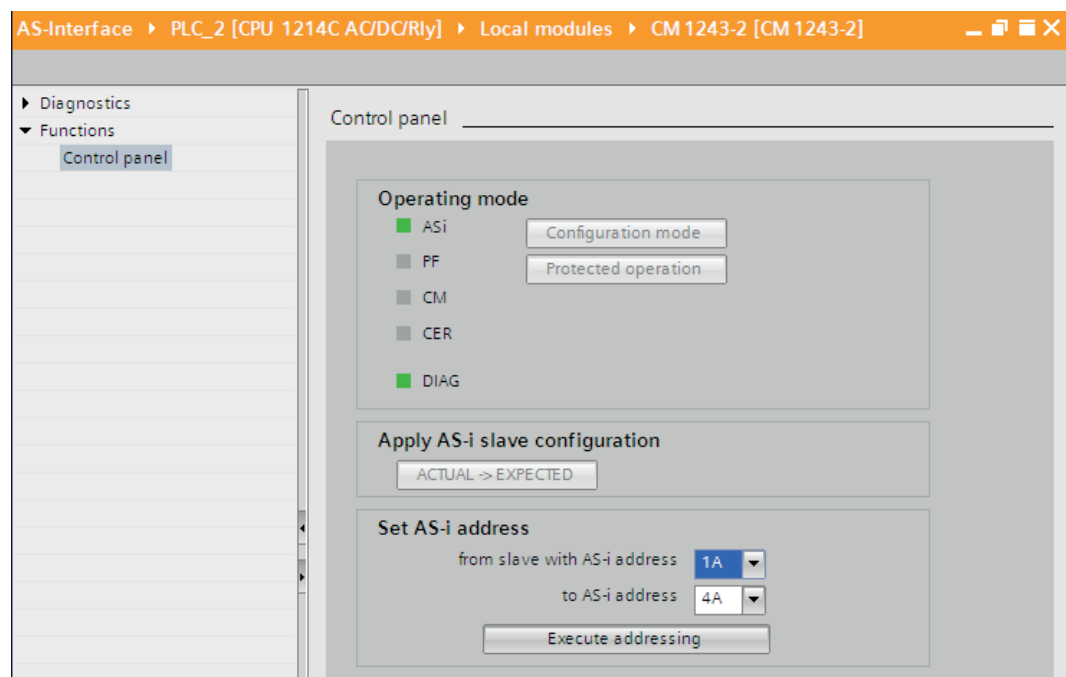 AS-Interface ▸ PLC_2 [CPU 1214C AC/DC/Rly] ▸ Local modules ▸ CM 1243-2 [CM 1243-2]
Diagnostics
Functions
Control panel
Control panel
Operating mode
ASi
Configuration mode
PF
Protected operation
CM
CER
DIAG
Apply AS-i slave configuration
ACTUAL -> EXPECTED
Set AS-i address
from slave with AS-i address 1A
to AS-i address 4A
Execute addressing